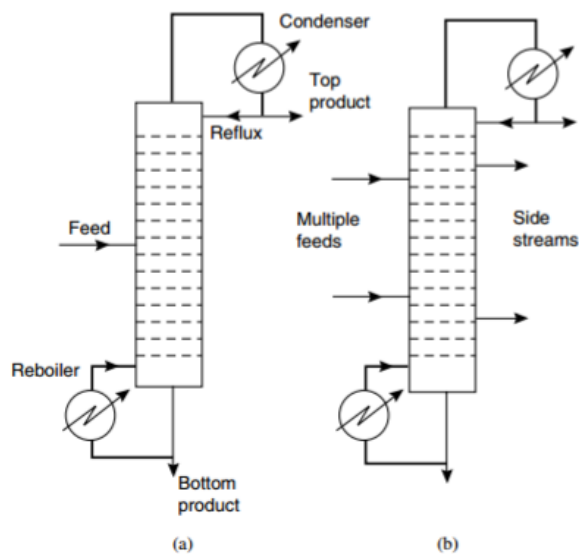 Condenser
Top
product
Reflux
Feed
Multiple
feeds
Side
streams
Reboiler
Bottom
product
(a)
(b)